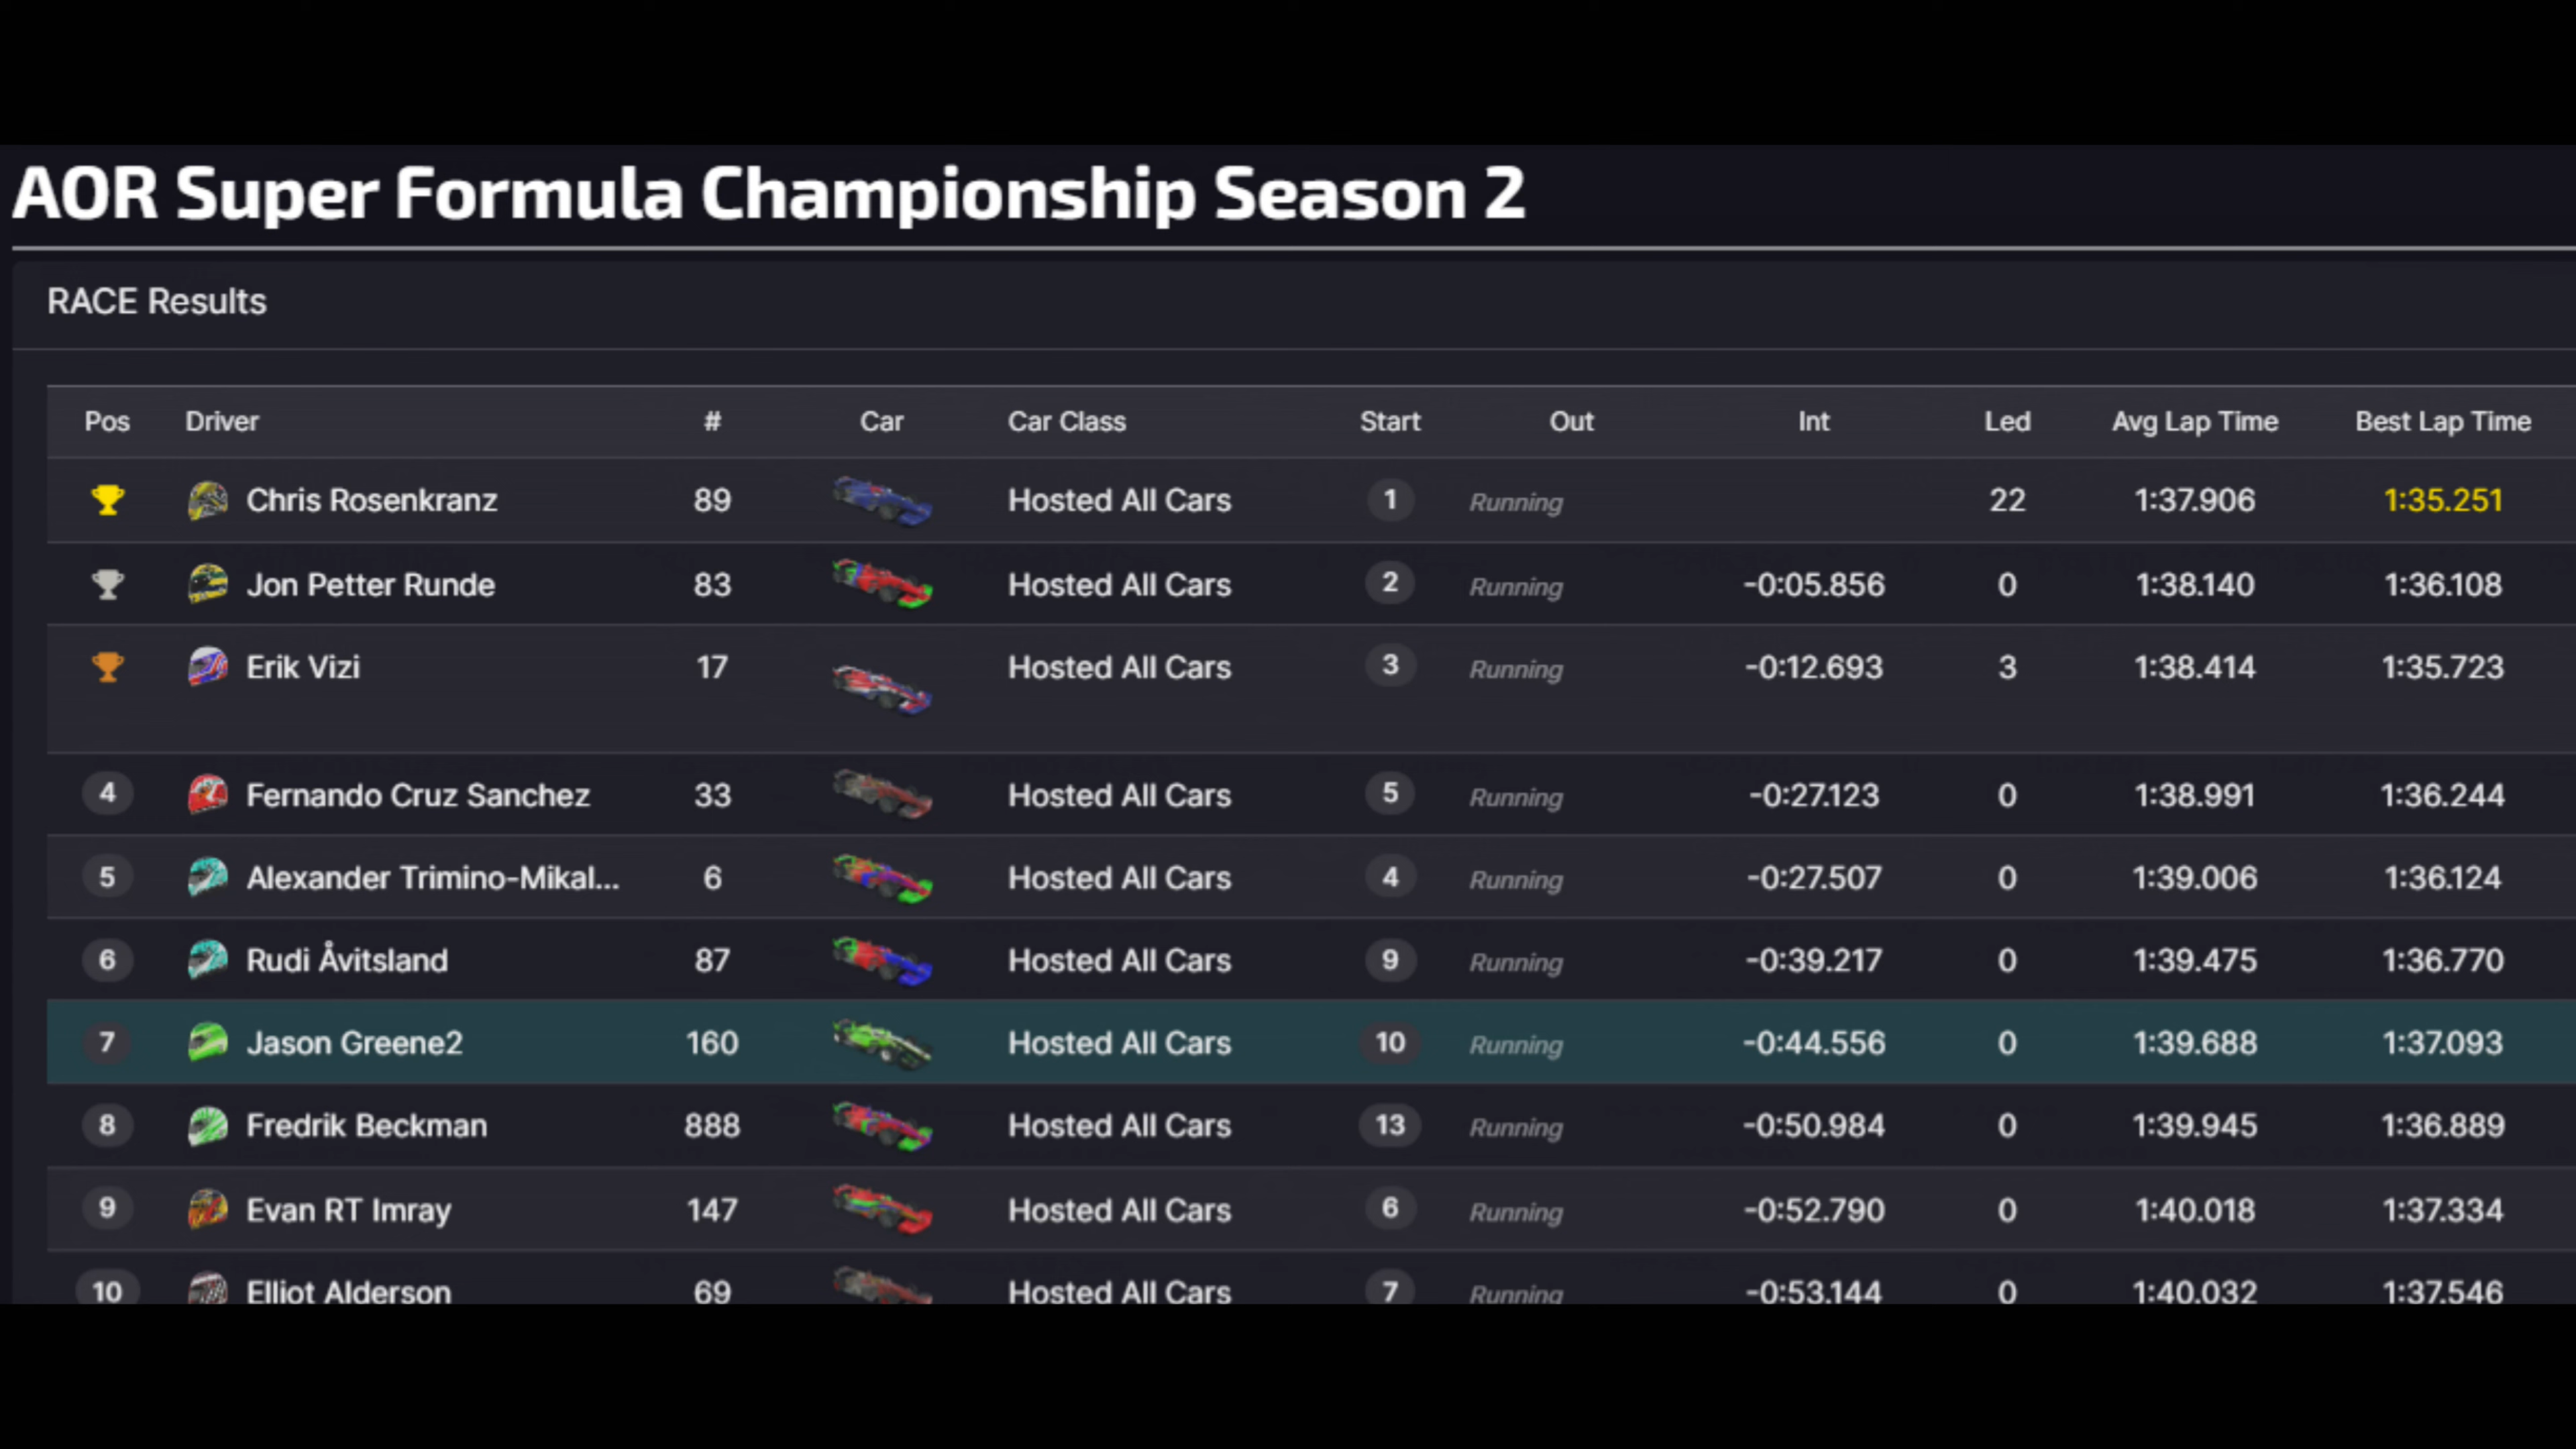 AOR Super Formula Championship Season 2
RACE Results
Pos Driver # Car Car Class Start Out Int Led Avg Lap Time Best Lap Time
Chris Rosenkranz 89 Hosted All Cars 1 Running 22 1:37.906 1:35.251
Jon Petter Runde 83 Hosted All Cars 2 Running -0:05.856 0 1:38.140 1:36.108
Erik Vizi 17 Hosted All Cars 3 Running -0:12.693 3 1:38.414 1:35.723
4 Fernando Cruz Sanchez 33 Hosted All Cars 5 Running -0:27.123 0 1:38.991 1:36.244
5 Alexander Trimino-Mikal... 6 Hosted All Cars 4 Running -0:27.507 0 1:39.006 1:36.124
6 Rudi Åvitsland 87 Hosted All Cars 9 Running -0:39.217 0 1:39.475 1:36.770
7 Jason Greene2 160 Hosted All Cars 10 Running -0:44.556 0 1:39.688 1:37.093
8 Fredrik Beckman 888 Hosted All Cars 13 Running -0:50.984 0 1:39.945 1:36.889
9 Evan RT Imray 147 Hosted All Cars 6 Running -0:52.790 0 1:40.018 1:37.334
10 Elliot Alderson 69 Hosted All Cars 7 Running -0:53.144 0 1:40.032 1:37.546